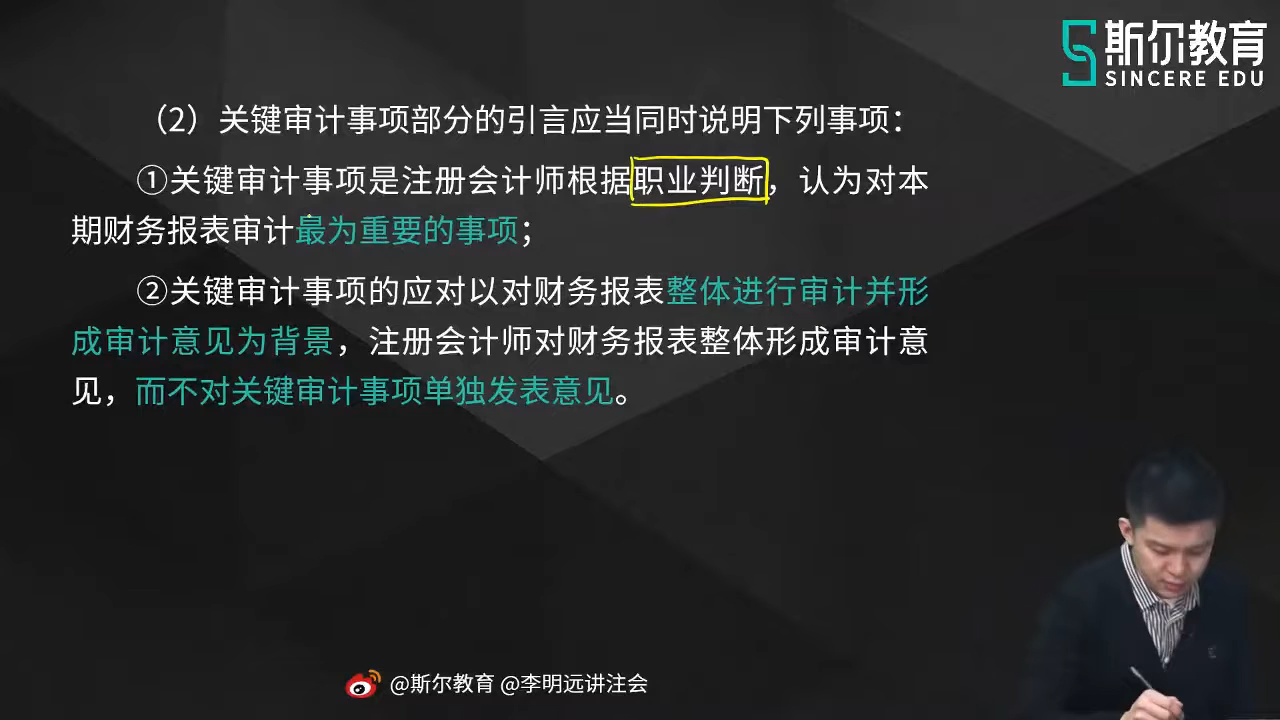 斯尔教育
SINCERE EDU
（2）关键审计事项部分的引言应当同时说明下列事项：
①关键审计事项是注册会计师根据职业判断，认为对本
期财务报表审计最为重要的事项；
②关键审计事项的应对以对财务报表整体进行审计并形
成审计意见为背景，注册会计师对财务报表整体形成审计意
见，而不对关键审计事项单独发表意见。
@斯尔教育 @李明远讲注会